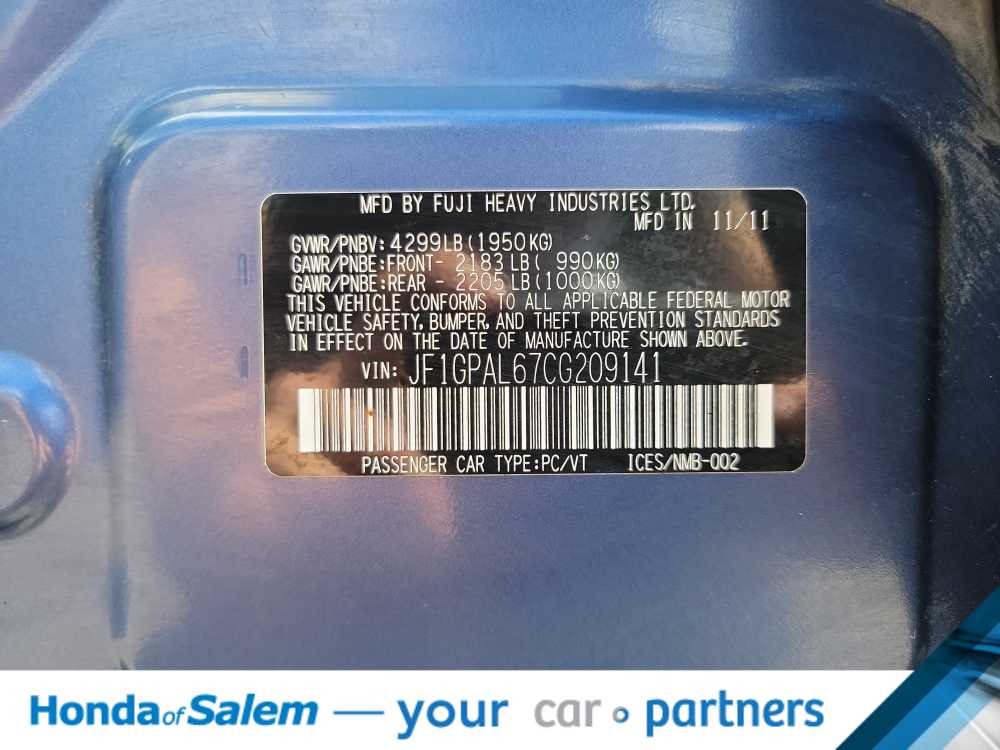 MFD BY FUJI HEAVY INDUSTRIES LTD.
MFD IN 11/11
GVWR/PNBV: 4299LB(1950KG)
GAWR/PNBE:FRONT- 2183LB( 990KG)
GAWR/PNBE:REAR - 2205LB(1000KG)
THIS VEHICLE CONFORMS TO ALL APPLICABLE FEDERAL MOTOR
VEHICLE SAFETY, BUMPER, AND THEFT PREVENTION STANDARDS
IN EFFECT ON THE DATE OF MANUFACTURE SHOWN ABOVE.
VIN: JF1GPAL67CG209141
PASSENGER CAR TYPE:PC/VT ICES/NMB-002
Honda of Salem — your car partners